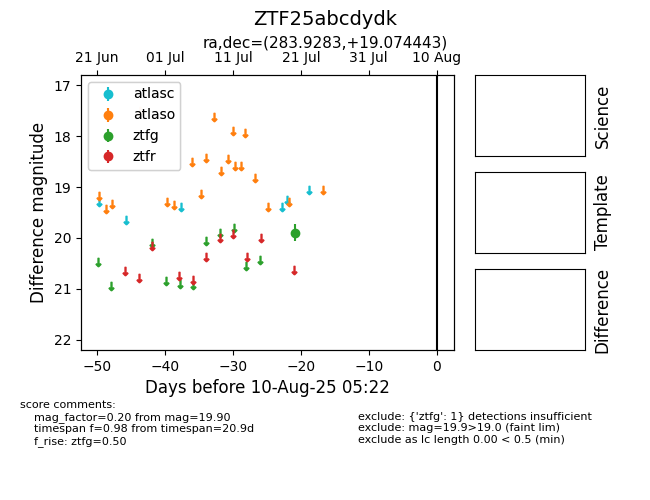 ZTF25abcdydk
ra,dec=(283.9283,+19.074443)
21 Jun 01 Jul 11 Jul 21 Jul 31 Jul 10 Aug
atlasc
atlaso
ztfg
ztfr
17
18
19
20
21
22
Difference magnitude
−50 −40 −30 −20 −10 0
Days before 10-Aug-25 05:22
Science
Template
Difference
score comments:
mag_factor=0.20 from mag=19.90
timespan f=0.98 from timespan=20.9d
f_rise: ztfg=0.50
exclude: {'ztfg': 1} detections insufficient
exclude: mag=19.9>19.0 (faint lim)
exclude as lc length 0.00 < 0.5 (min)